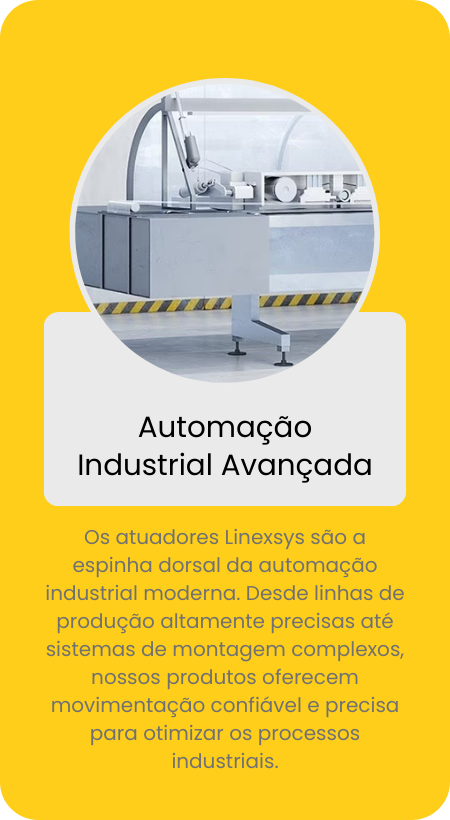 Automação
Industrial Avançada
Os atuadores Linexsys são a
espinha dorsal da automação
industrial moderna. Desde linhas de
produção altamente precisas até
sistemas de montagem complexos,
nossos produtos oferecem
movimentação confiável e precisa
para otimizar os processos
industriais.